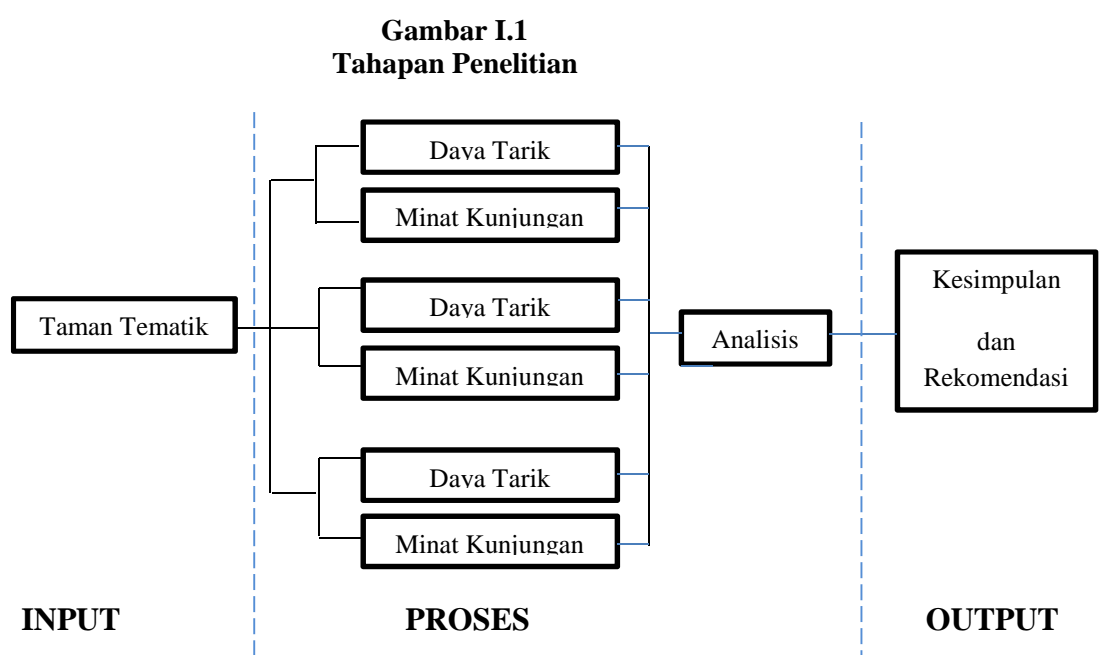 Gambar I.1
Tahapan Penelitian
Daya Tarik
Minat Kunjungan
Daya Tarik
Minat Kunjungan
Daya Tarik
Minat Kunjungan
Taman Tematik
Analisis
Kesimpulan
dan
Rekomendasi
INPUT
PROSES
OUTPUT